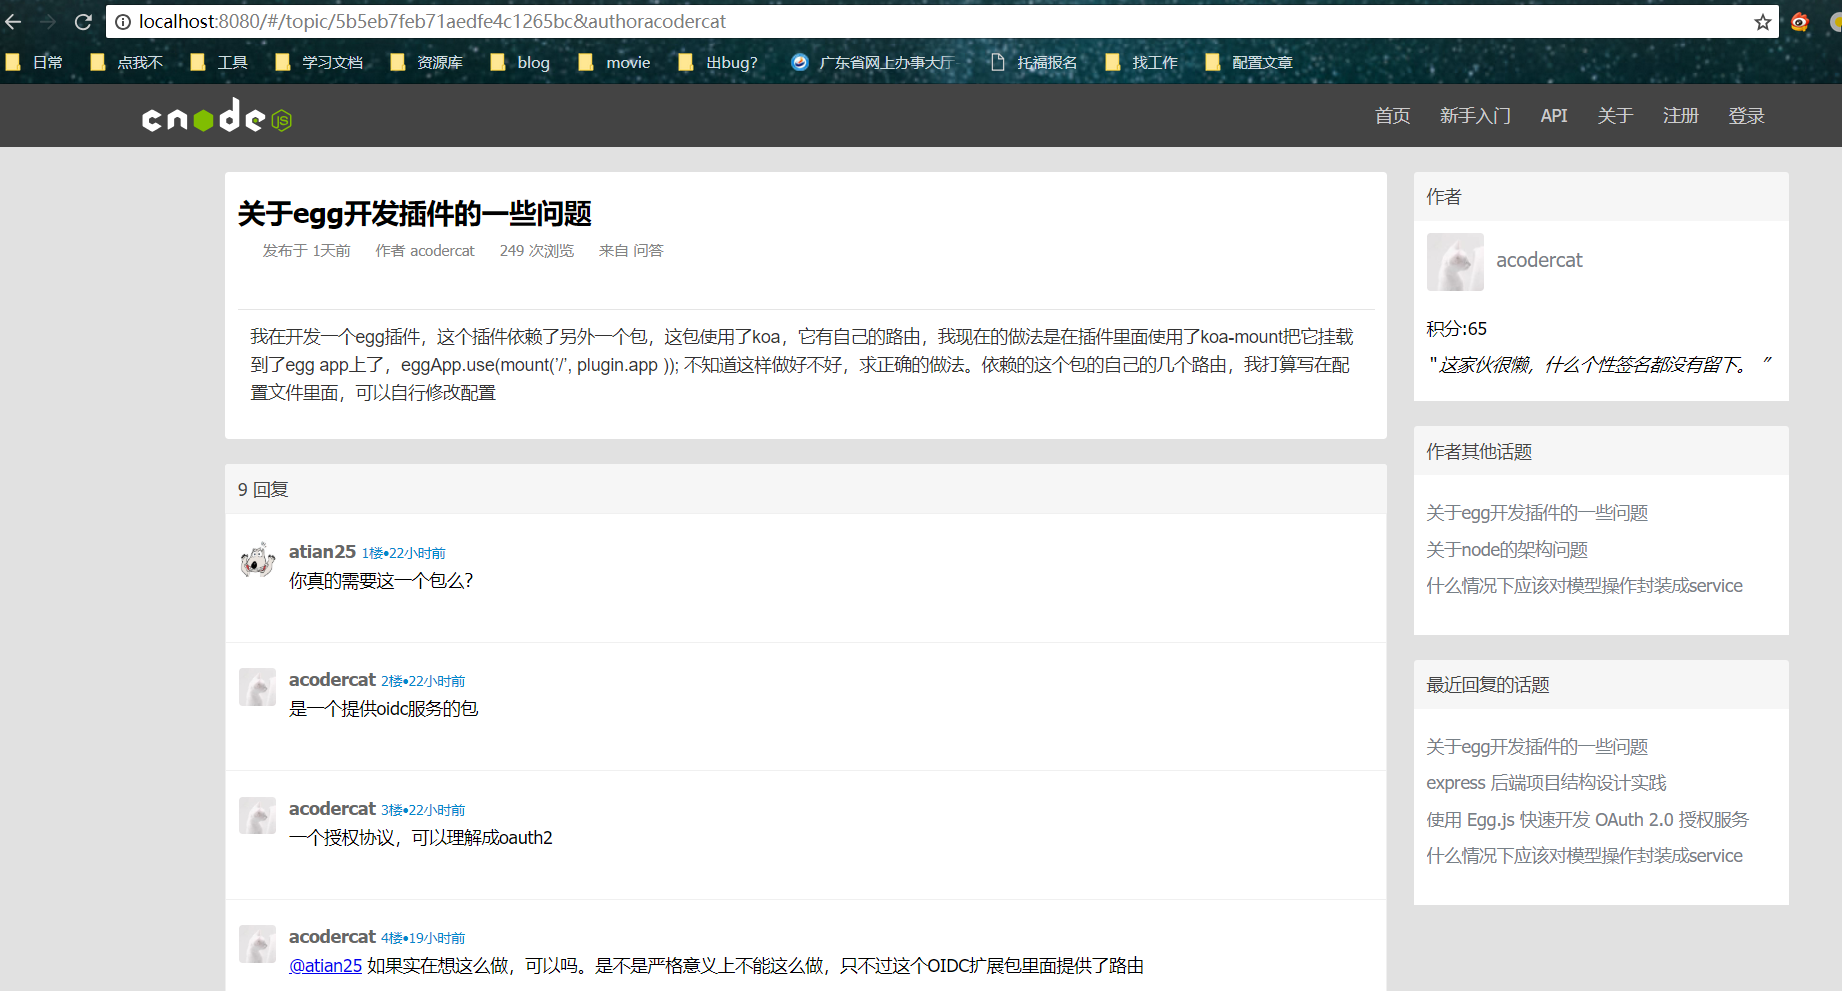 localhost:8080/#/topic/5b5eb7feb71aedfe4c1265bc&authoracodercat
日常 点我不 工具 学习文档 资源库 blog movie 出bug? 广东省网上办事大厅 托福报名 找工作 配置文章
cnode JS 首页 新手入门 API 关于 注册 登录
关于egg开发插件的一些问题
发布于 1天前 作者 acodercat 249 次浏览 来自 问答
我在开发一个egg插件，这个插件依赖了另外一个包，这包使用了koa，它有自己的路由，我现在的做法是在插件里面使用了koa-mount把它挂载
到了egg app上了，eggApp.use(mount('/', plugin.app )); 不知道这样做好不好，求正确的做法。依赖的这个包的自己的几个路由，我打算写在配
置文件里面，可以自行修改配置
9 回复
atian25 1楼•22小时前
你真的需要这一个包么？
acodercat 2楼•22小时前
是一个提供oidc服务的包
acodercat 3楼•22小时前
一个授权协议，可以理解成oauth2
acodercat 4楼•19小时前
@atian25 如果实在想这么做，可以吗。是不是严格意义上不能这么做，只不过这个OIDC扩展包里面提供了路由
作者
acodercat
积分:65
" 这家伙很懒，什么个性签名都没有留下。 "
作者其他话题
关于egg开发插件的一些问题
关于node的架构问题
什么情况下应该对模型操作封装成service
最近回复的话题
关于egg开发插件的一些问题
express 后端项目结构设计实践
使用 Egg.js 快速开发 OAuth 2.0 授权服务
什么情况下应该对模型操作封装成service